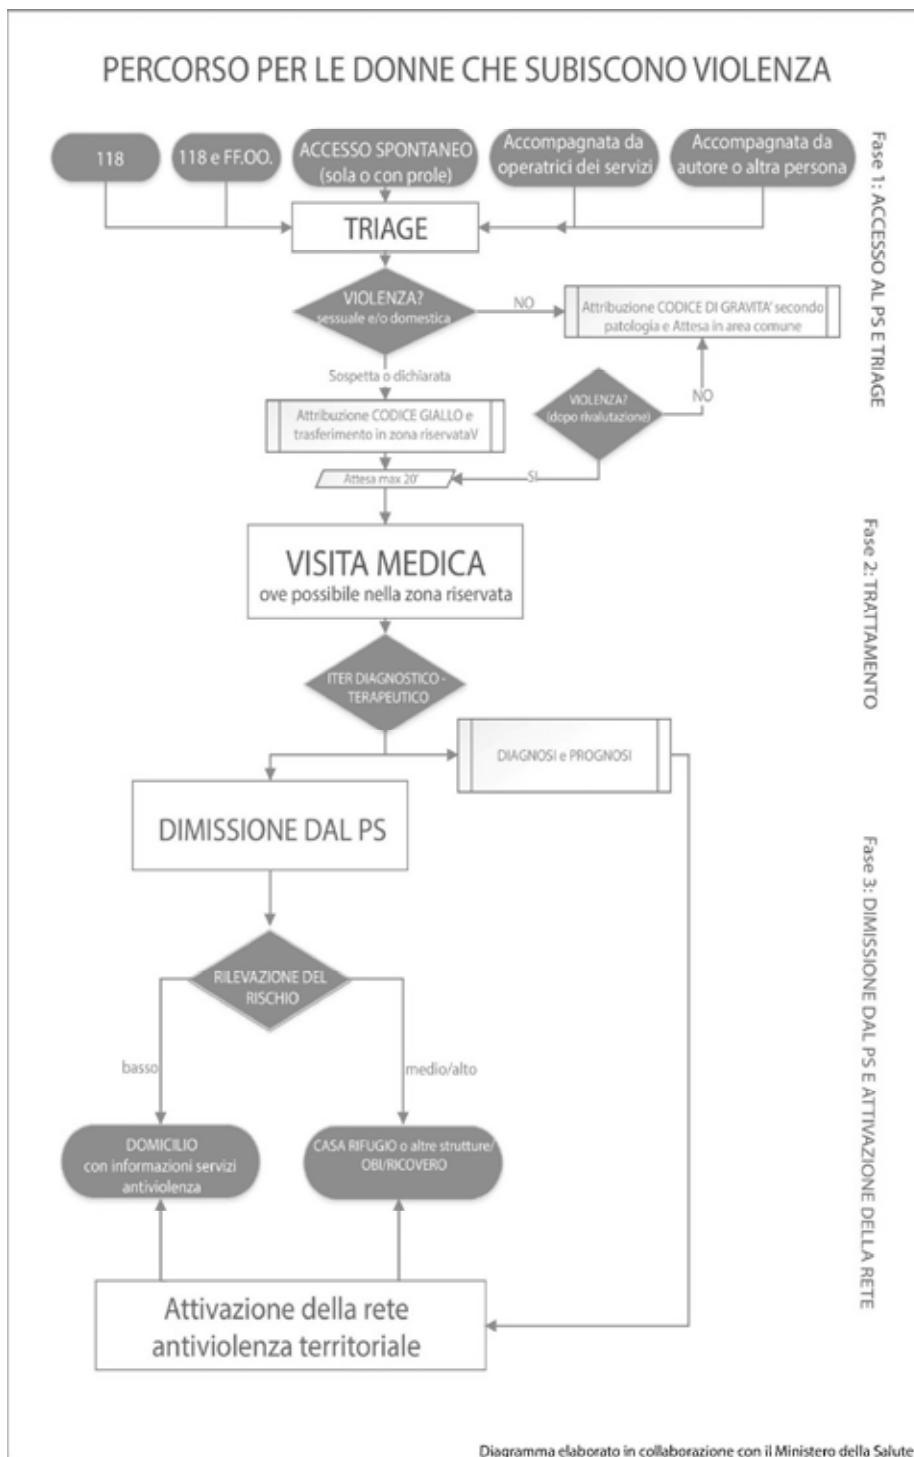 PERCORSO PER LE DONNE CHE SUBISCONO VIOLENZA
118
118 e FF.OO.
ACCESSO SPONTANEO
(sola o con prole)
Accompagnata da
operatrici dei servizi
Accompagnata da
autore o altra persona
Fase 1: ACCESSO AL PS E TRIAGE
TRIAGE
VIOLENZA?
sessuale e/o domestica
NO
Attribuzione CODICE DI GRAVITA' secondo
patologia e Attesa in area comune
Sospetta o dichiarata
VIOLENZA?
(dopo rivalutazione)
NO
Attribuzione CODICE GIALLO e
trasferimento in zona riservataV
SI
Attesa max 20'
VISITA MEDICA
ove possibile nella zona riservata
Fase 2: TRATTAMENTO
ITER DIAGNOSTICO -
TERAPEUTICO
DIAGNOSI e PROGNOSI
DIMISSIONE DAL PS
Fase 3: DIMISSIONE DAL PS E ATTIVAZIONE DELLA RETE
RILEVAZIONE DEL
RISCHIO
basso
medio/alto
DOMICILIO
con informazioni servizi
antiviolenza
CASA RIFUGIO o altre strutture/
OBI/RICOVERO
Attivazione della rete
antiviolenza territoriale
Diagramma elaborato in collaborazione con il Ministero della Salute